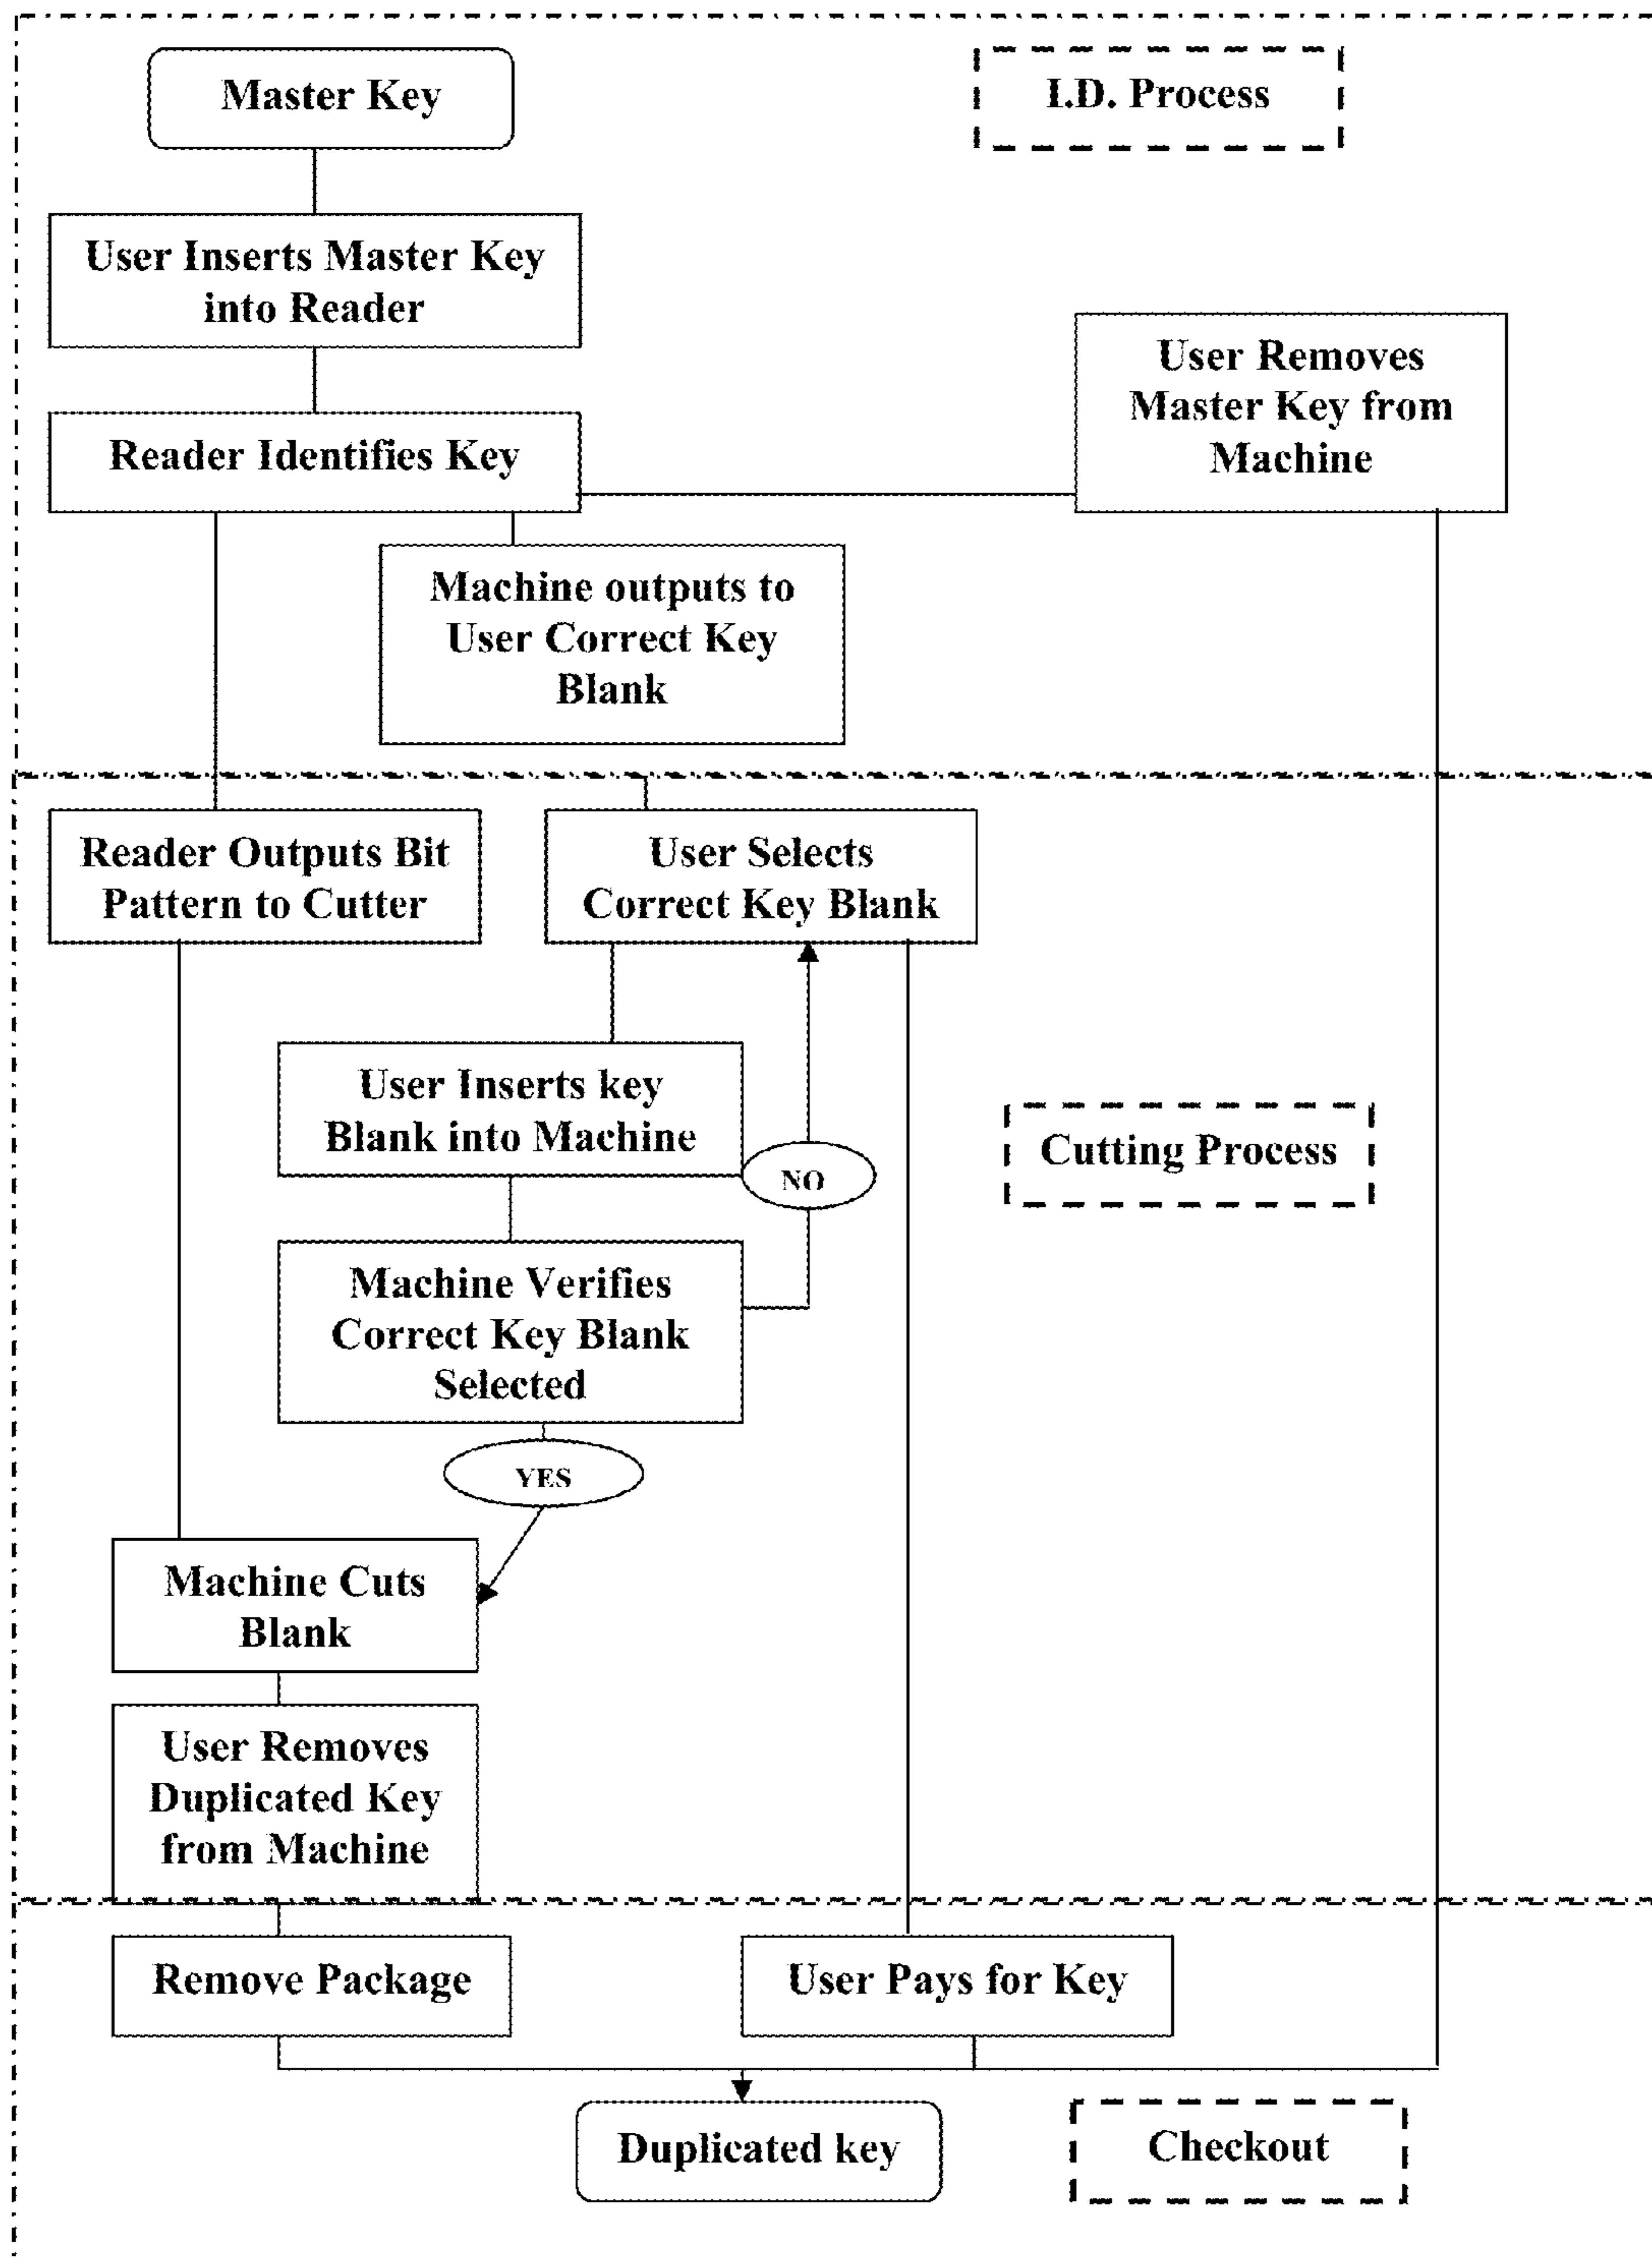 Master Key
I.D. Process
User Inserts Master Key
into Reader
User Removes
Master Key from
Machine
Reader Identifies Key
Machine outputs to
User Correct Key
Blank
Reader Outputs Bit
Pattern to Cutter
User Selects
Correct Key Blank
User Inserts key
Blank into Machine
NO
Cutting Process
Machine Verifies
Correct Key Blank
Selected
YES
Machine Cuts
Blank
User Removes
Duplicated Key
from Machine
Remove Package
User Pays for Key
Duplicated key
Checkout